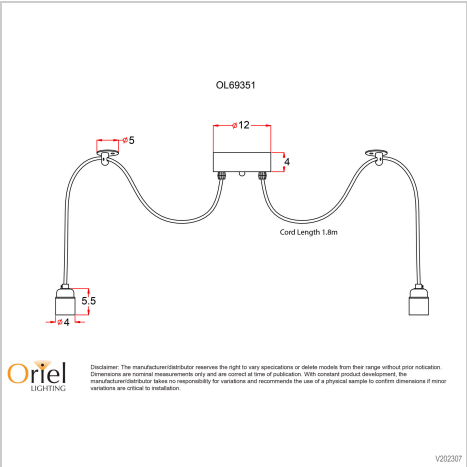 OL69351
ø12
ø5
4
Cord Length 1.8m
5.5
ø4
Oriel
LIGHTING
Disclaimer: The manufacturer/distributor reserves the right to vary specications or delete models from their range without prior notication.
Dimensions are nominal measurements only and are correct at time of publication. With constant product development, the
manufacturer/distributor takes no responsibility for variations and recommends the use of a physical sample to confirm dimensions if minor
variations are critical to installation.
V202307